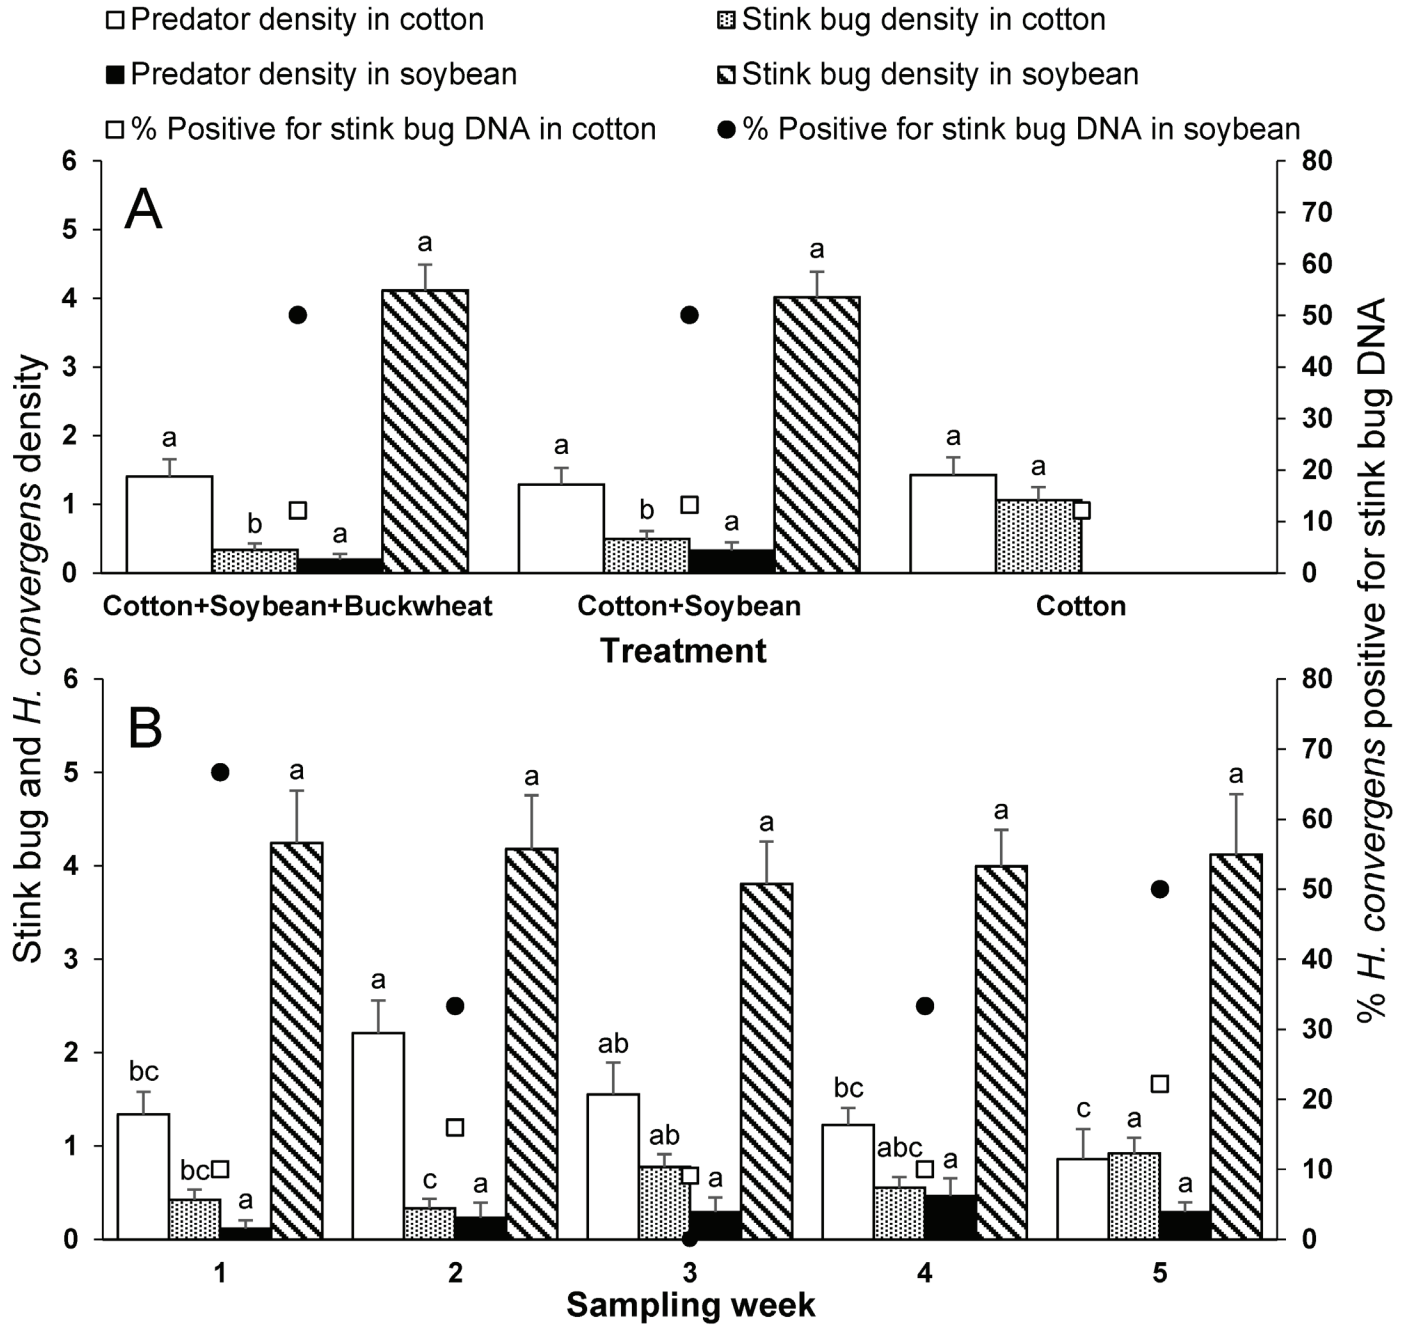 Predator density in cotton
Stink bug density in cotton
Predator density in soybean
Stink bug density in soybean
% Positive for stink bug DNA in cotton
% Positive for stink bug DNA in soybean
Stink bug and H. convergens density
% H. convergens positive for stink bug DNA
A
6
5
4
3
2
1
0
80
70
60
50
40
30
20
10
0
a
b
a
a
a
b
a
a
a
a
Cotton+Soybean+Buckwheat
Cotton+Soybean
Cotton
Treatment
B
6
5
4
3
2
1
0
80
70
60
50
40
30
20
10
0
bc
bc
a
a
a
c
a
a
ab
ab
a
a
bc
abc
a
a
c
a
a
a
1
2
3
4
5
Sampling week